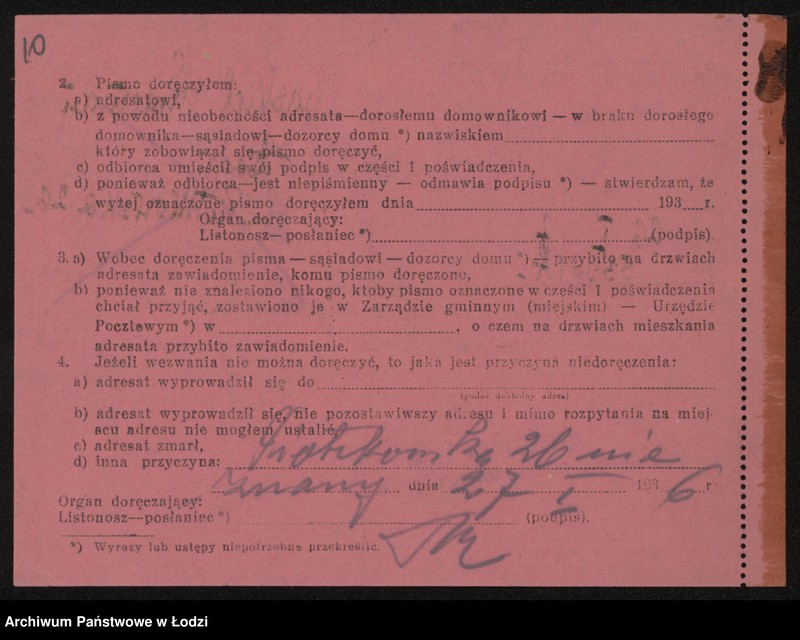 10
2. Pismo doręczyłem:
a) adresatowi,
b) z powodu nieobecności adresata—dorosłemu domownikowi — w braku dorosłego
domownika—sąsiadowi—dozorcy domu *) nazwiskiem
który zobowiązał się pismo doręczyć,
c) odbiorca umieścił swój podpis w części 1 poświadczenia,
d) ponieważ odbiorca—jest niepiśmienny — odmawia podpisu *) — stwierdzam, że
wyżej oznaczone pismo doręczyłem dnia 193 r.
Organ doręczający:
Listonosz—posłaniec *) (podpis).
3. a) Wobec doręczenia pisma — sąsiadowi — dozorcy domu *) — przybito na drzwiach
adresata zawiadomienie, komu pismo doręczono,
b) ponieważ nie znaleziono nikogo, ktoby pismo oznaczone w części 1 poświadczenia
chciał przyjąć, zostawiono je w Zarządzie gminnym (miejskim) — Urzędzie
Pocztowym *) w , o czem na drzwiach mieszkania
adresata przybito zawiadomienie.
4. Jeżeli wezwania nie można doręczyć, to jaka jest przyczyna niedoręczenia:
a) adresat wyprowadził się do
(podać dokładny adres)
b) adresat wyprowadził się, nie pozostawiwszy adresu i mimo rozpytania na miej-
scu adresu nie mogłem ustalić,
c) adresat zmarł,
d) inna przyczyna: Piotrkowska 26 nie
znany dnia 27 I 1936 r.
Organ doręczający:
Listonosz—posłaniec *) (podpis).
*) Wyrazy lub ustępy niepotrzebne przekreślić.
Archiwum Państwowe w Łodzi